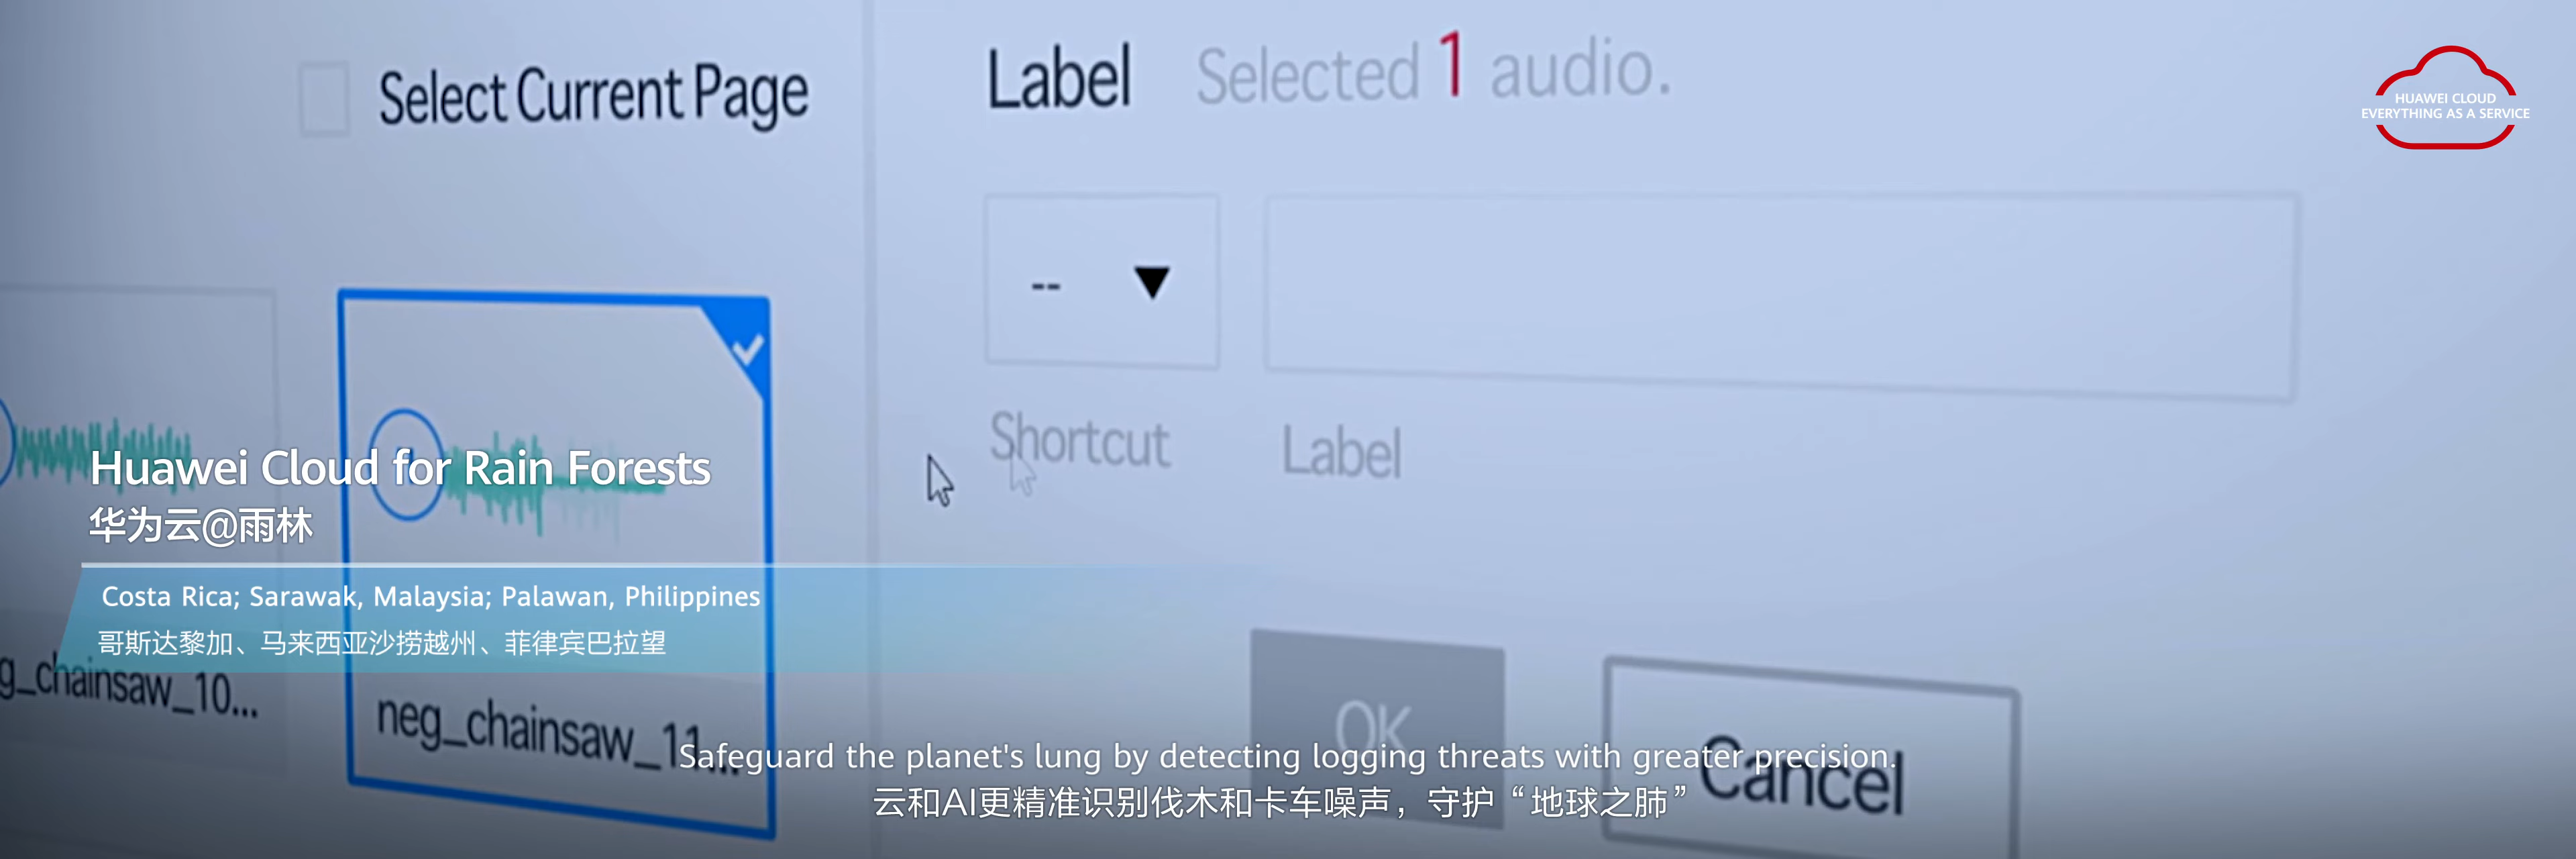 Select Current Page
Label Selected 1 audio.
HUAWEI CLOUD
EVERYTHING AS A SERVICE
--
Shortcut Label
Huawei Cloud for Rain Forests
华为云@雨林
Costa Rica; Sarawak, Malaysia; Palawan, Philippines
哥斯达黎加、马来西亚沙捞越州、菲律宾巴拉望
g_chainsaw_10...
neg_chainsaw_11...
OK
Cancel
Safeguard the planet's lung by detecting logging threats with greater precision.
云和AI更精准识别伐木和卡车噪声，守护“地球之肺”